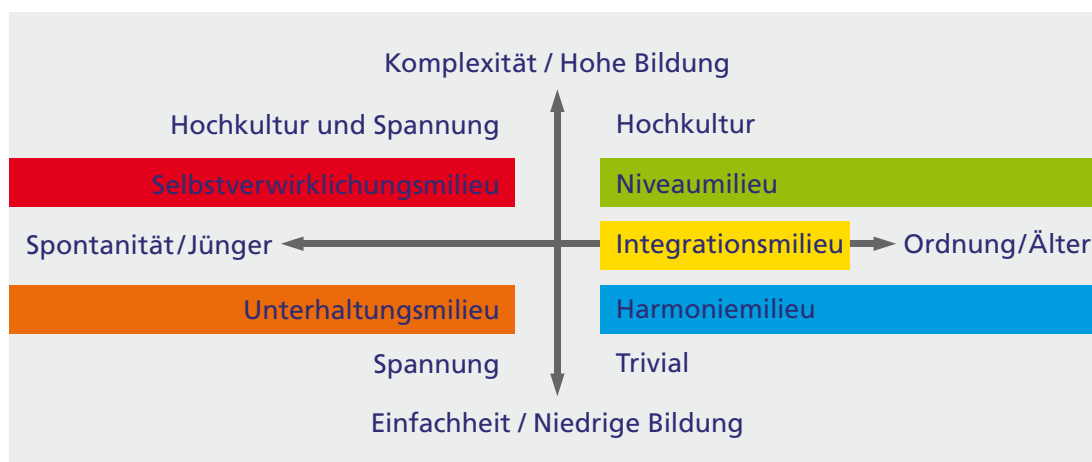 Komplexität / Hohe Bildung
Hochkultur und Spannung
Hochkultur
Selbstverwirklichungsmilieu
Niveaumilieu
Spontanität/Jünger
Integrationsmilieu
Ordnung/Älter
Unterhaltungsmilieu
Harmoniemilieu
Spannung
Trivial
Einfachheit / Niedrige Bildung